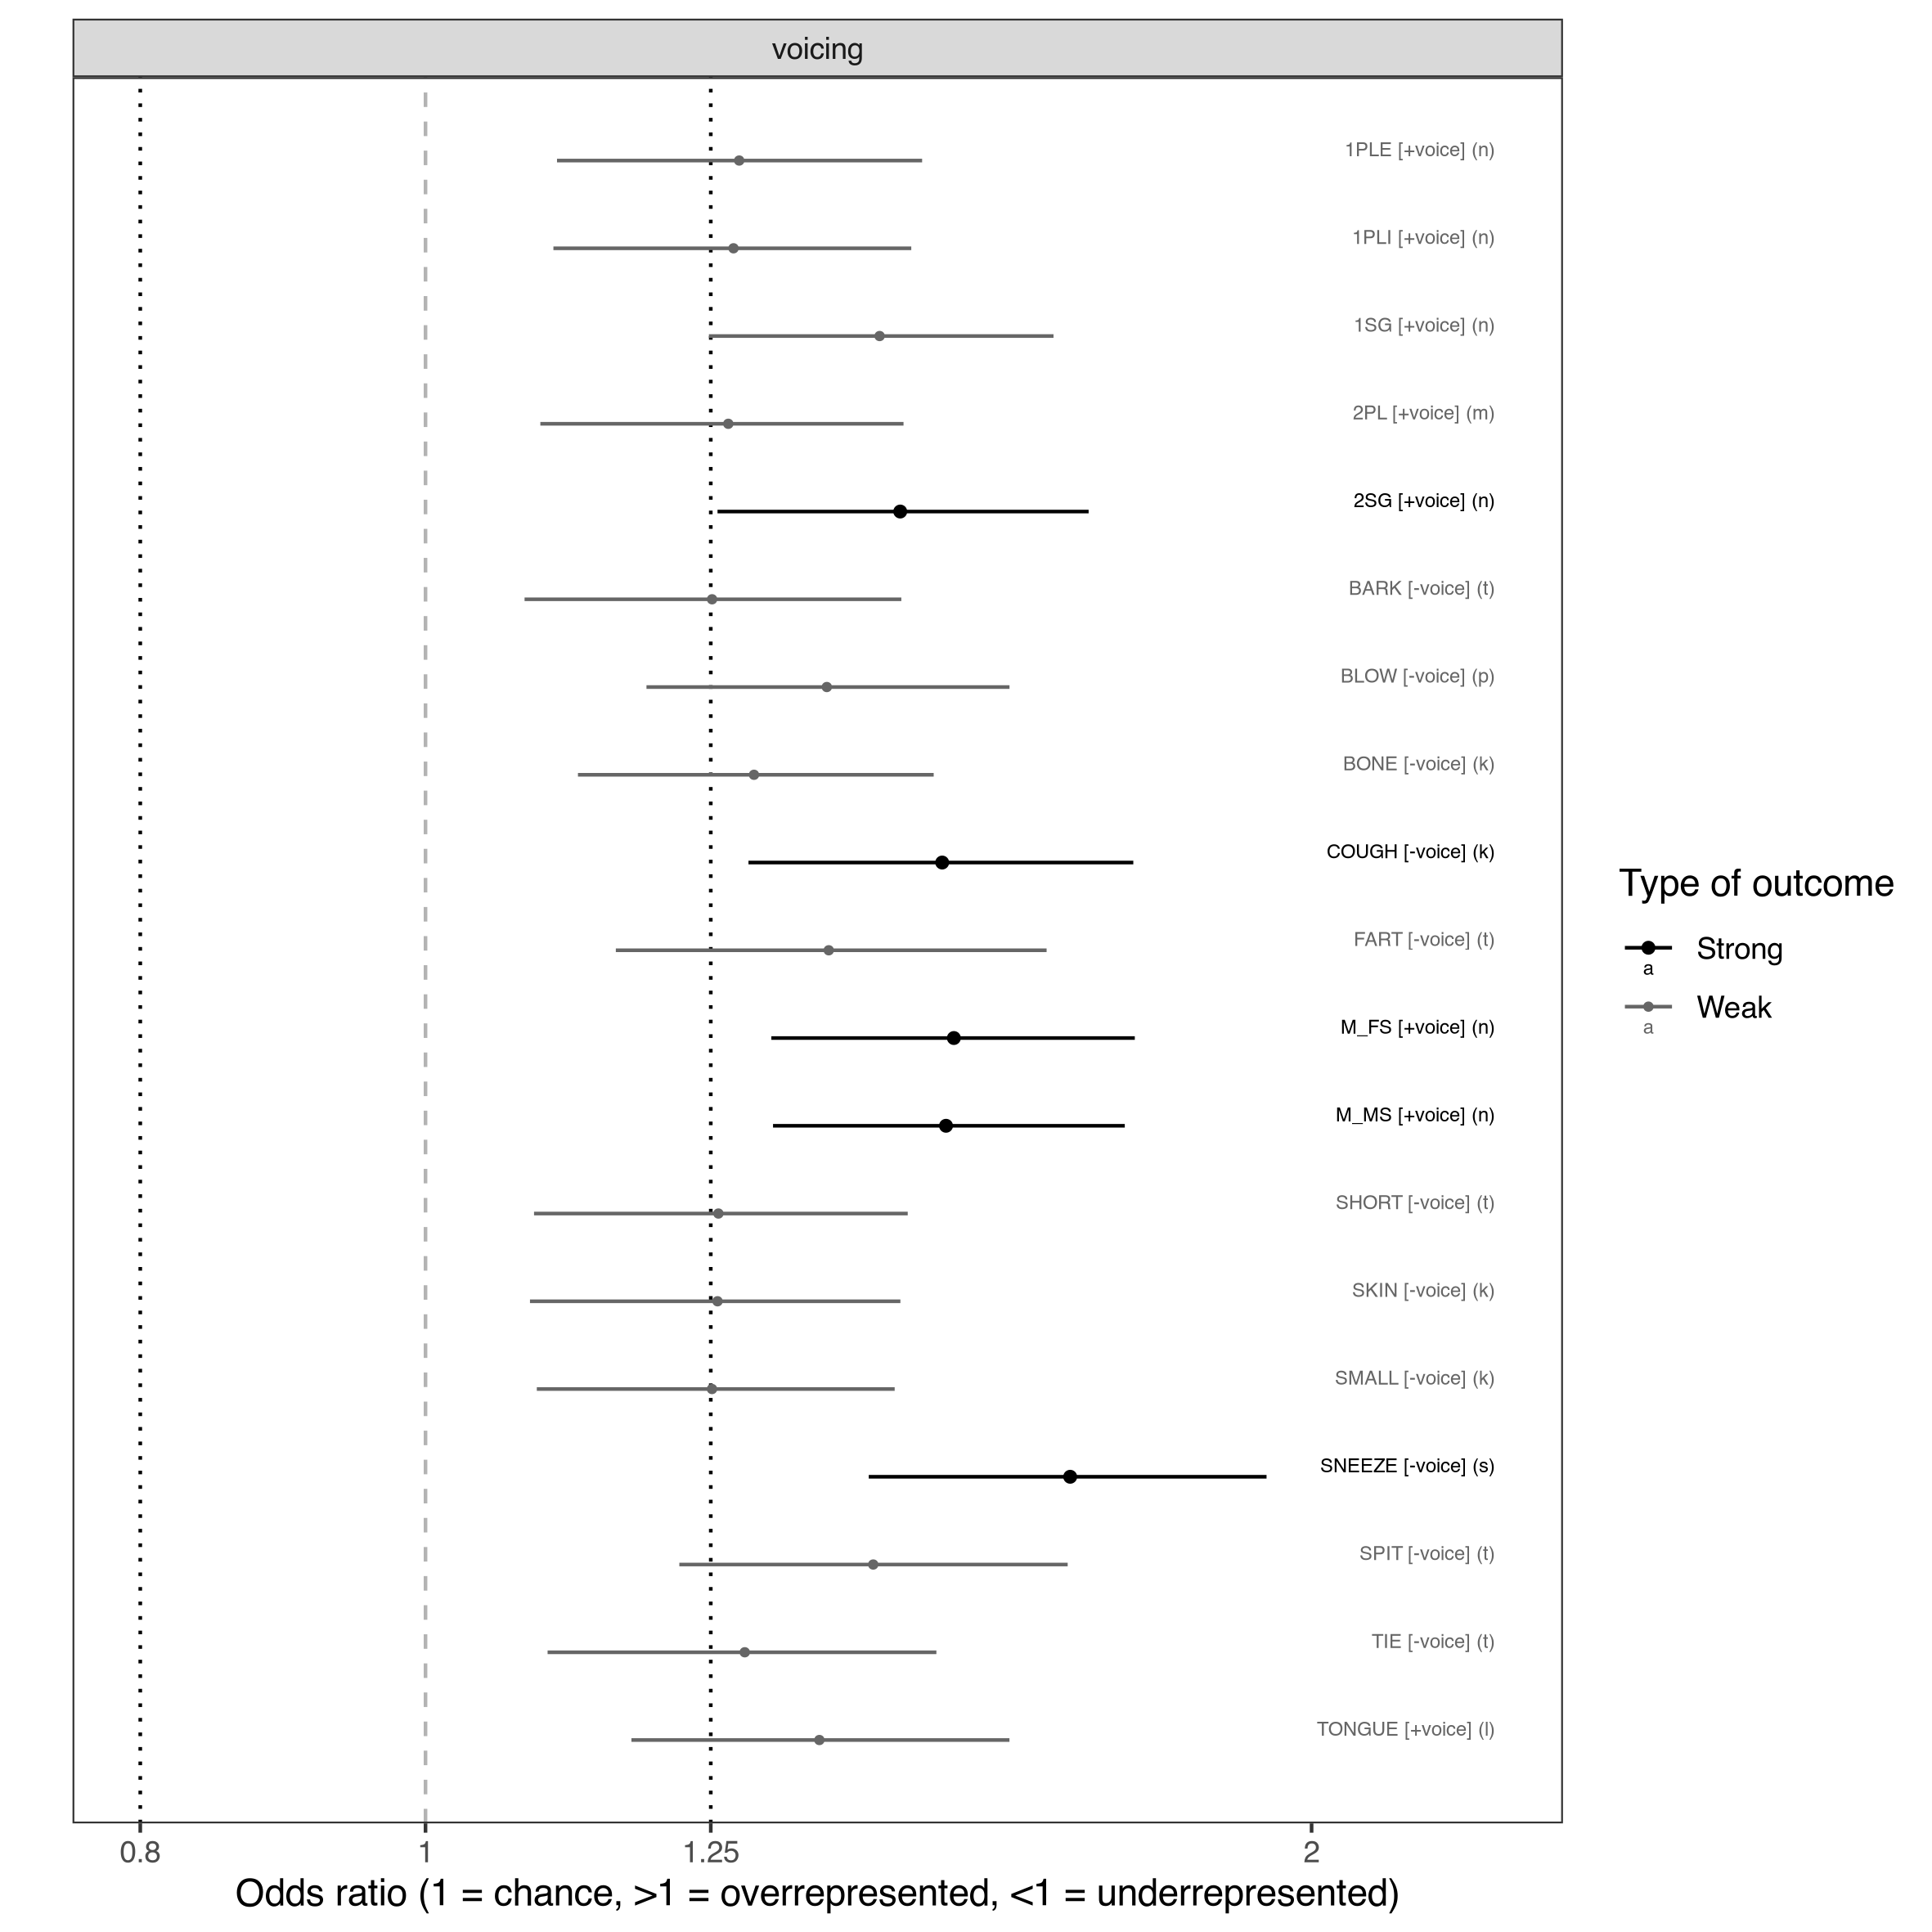 voicing
1PLE [+voice] (n)
1PLI [+voice] (n)
1SG [+voice] (n)
2PL [+voice] (m)
2SG [+voice] (n)
BARK [-voice] (t)
BLOW [-voice] (p)
BONE [-voice] (k)
COUGH [-voice] (k)
FART [-voice] (t)
M_FS [+voice] (n)
M_MS [+voice] (n)
SHORT [-voice] (t)
SKIN [-voice] (k)
SMALL [-voice] (k)
SNEEZE [-voice] (s)
SPIT [-voice] (t)
TIE [-voice] (t)
TONGUE [+voice] (l)
0.8 1 1.25 2
Odds ratio (1 = chance, >1 = overrepresented, <1 = underrepresented)
Type of outcome
a Strong
a Weak